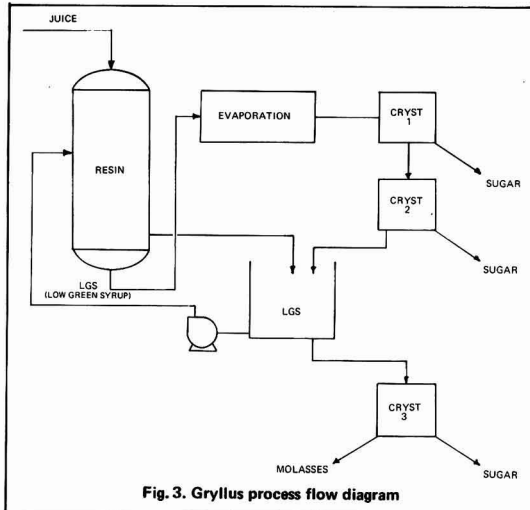 JUICE
RESIN
EVAPORATION
CRYST
1
SUGAR
CRYST
2
SUGAR
LGS
(LOW GREEN SYRUP)
LGS
CRYST
3
MOLASSES
SUGAR
Fig. 3. Gryllus process flow diagram